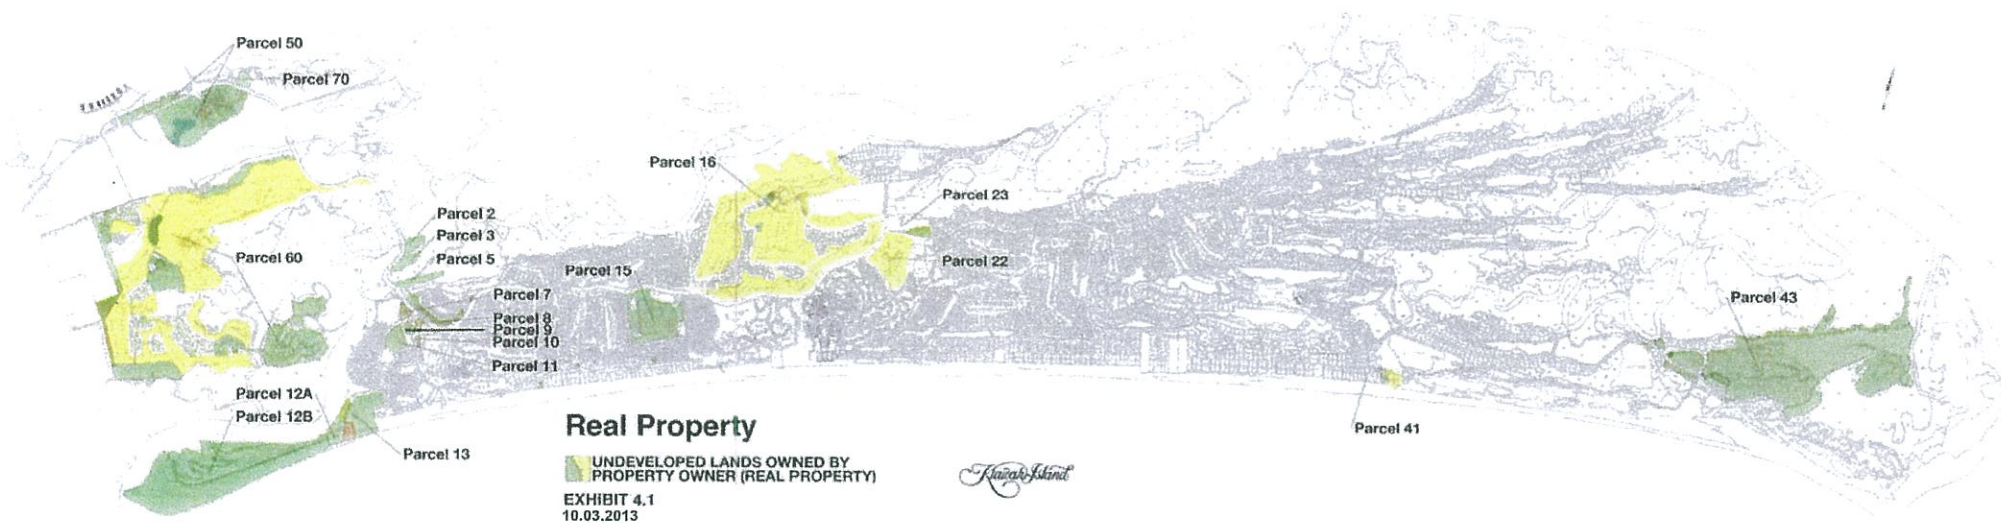 Parcel 50
Parcel 70
Parcel 16
Parcel 23
Parcel 2
Parcel 3
Parcel 5
Parcel 60
Parcel 22
Parcel 15
Parcel 7
Parcel 8
Parcel 9
Parcel 10
Parcel 11
Parcel 43
Parcel 12A
Parcel 12B
Parcel 13
Parcel 41
Real Property
UNDEVELOPED LANDS OWNED BY
PROPERTY OWNER (REAL PROPERTY)
EXHIBIT 4.1
10.03.2013
Kiawah Island